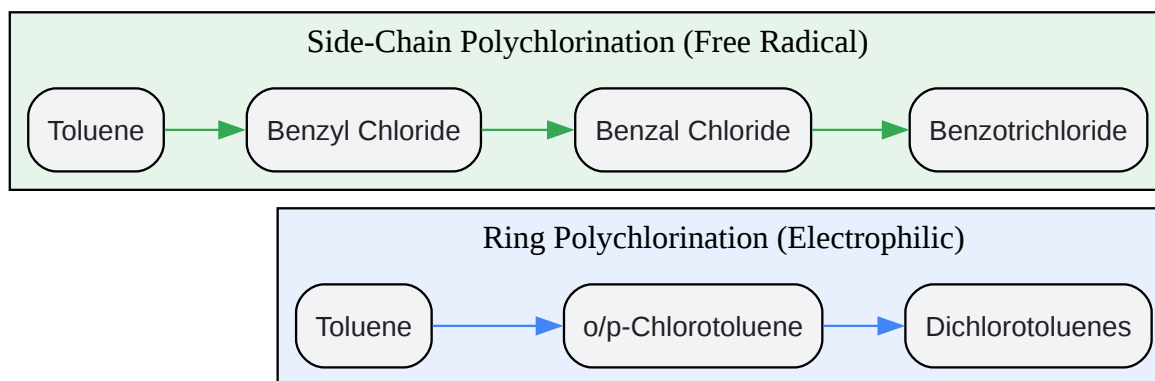 Side-Chain Polychlorination (Free Radical)
Toluene
Benzyl Chloride
Benzal Chloride
Benzotrichloride
Ring Polychlorination (Electrophilic)
Toluene
o/p-Chlorotoluene
Dichlorotoluenes